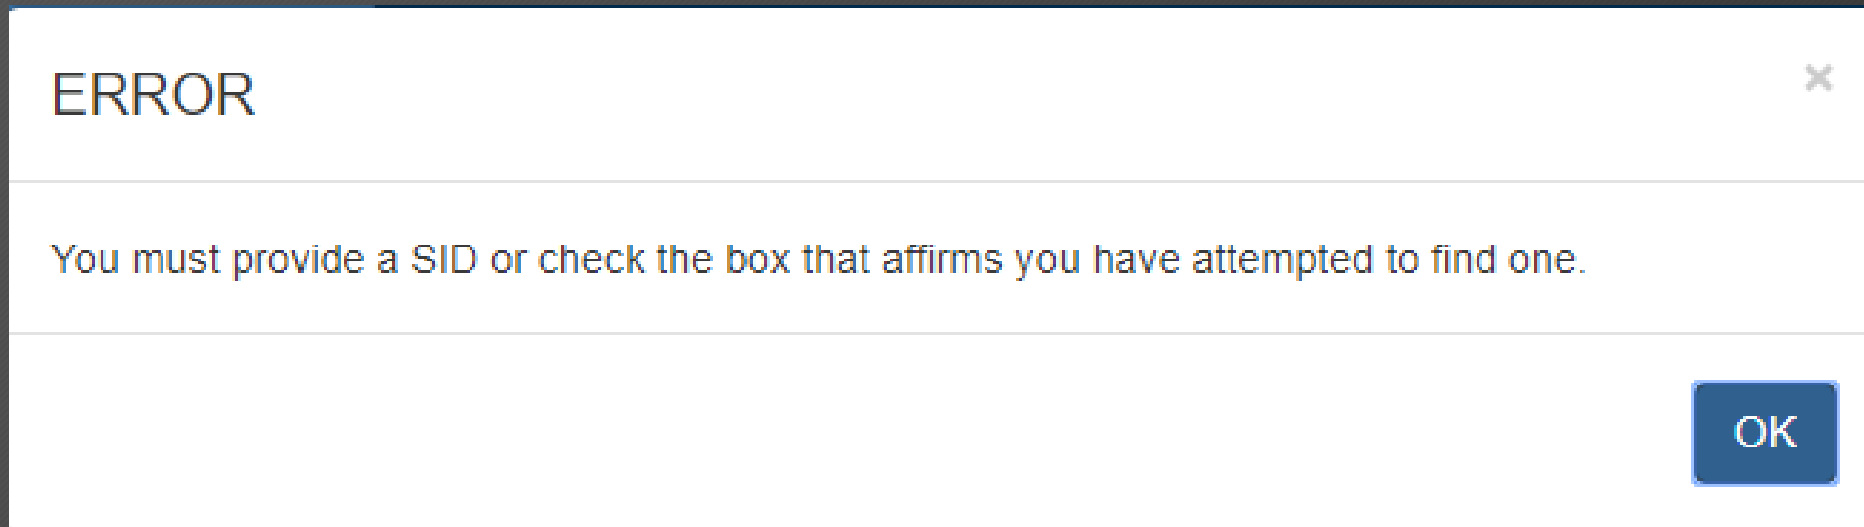 ERROR
×
You must provide a SID or check the box that affirms you have attempted to find one.
OK